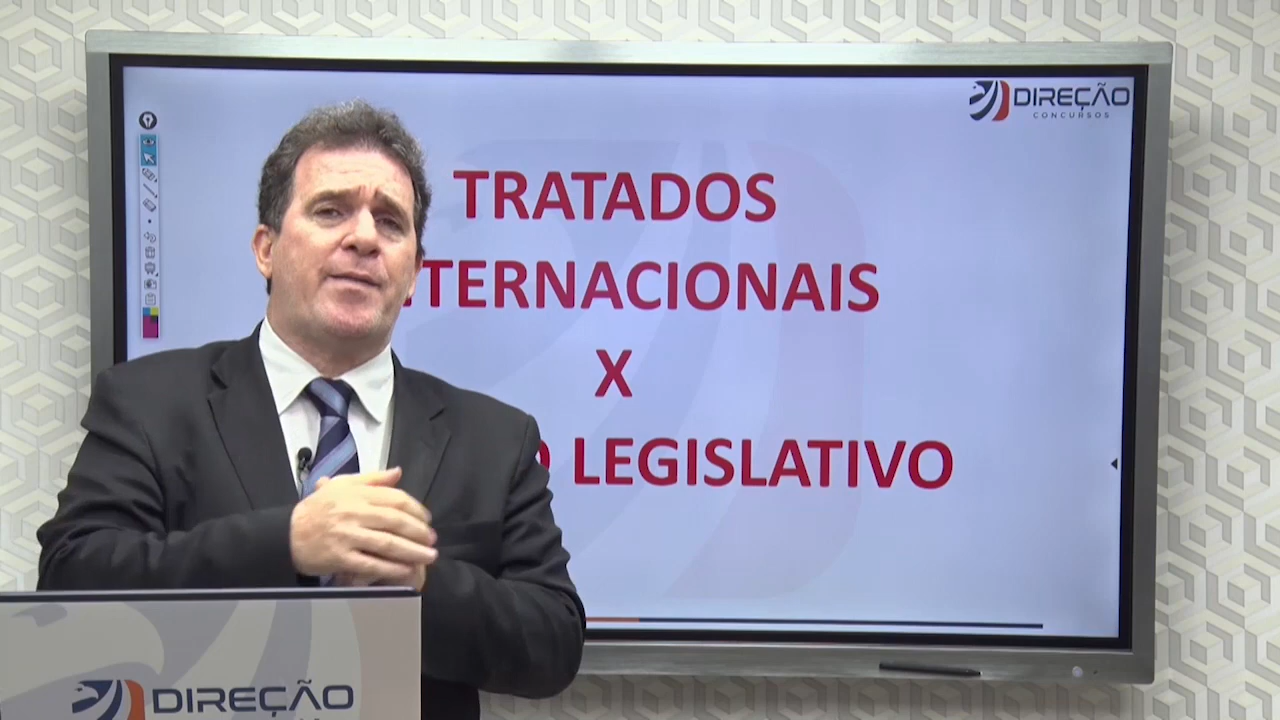 DIREÇÃO
CONCURSOS
TRATADOS
TERNACIONAIS
X
LEGISLATIVO
DIREÇÃO